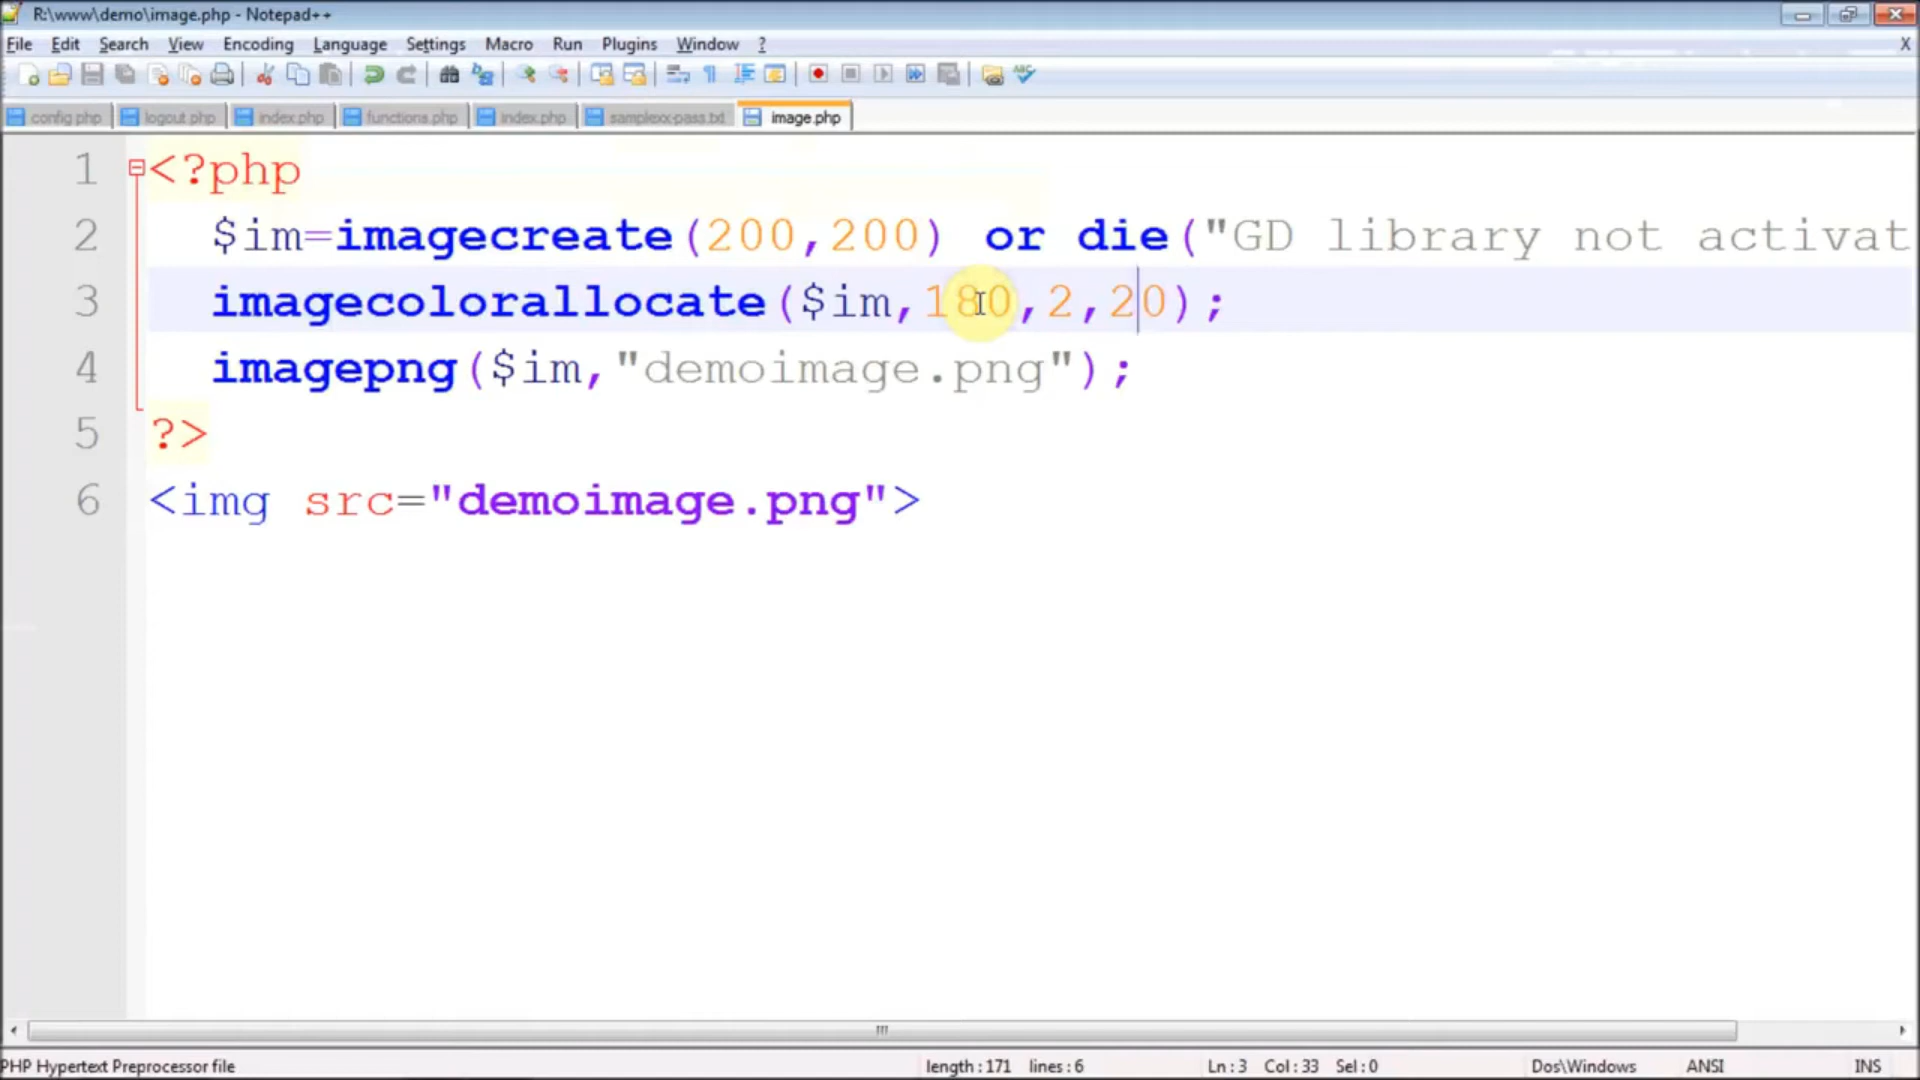 R:\www\demo\image.php - Notepad++
File Edit Search View Encoding Language Settings Macro Run Plugins Window ? X
config.php logout.php index.php functions.php index.php samplexx-pass.txt image.php
1 <?php
2 $im=imagecreate(200,200) or die("GD library not activat
3 imagecolorallocate($im,180,2,20);
4 imagepng($im,"demoimage.png");
5 ?>
6 <img src="demoimage.png">
PHP Hypertext Preprocessor file length : 171 lines : 6 Ln : 3 Col : 33 Sel : 0 Dos\Windows ANSI INS